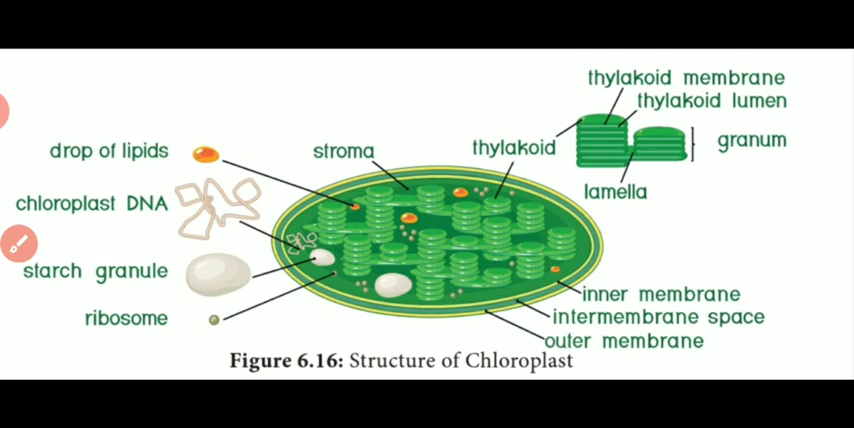 thylakoid membrane
thylakoid lumen
drop of lipids
stroma
thylakoid
granum
lamella
chloroplast DNA
starch granule
ribosome
inner membrane
intermembrane space
outer membrane
Figure 6.16: Structure of Chloroplast